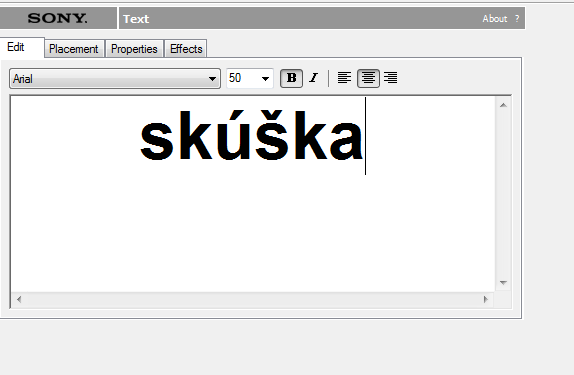 SONY. Text About ?
Edit Placement Properties Effects
Arial 50 B I
skúška